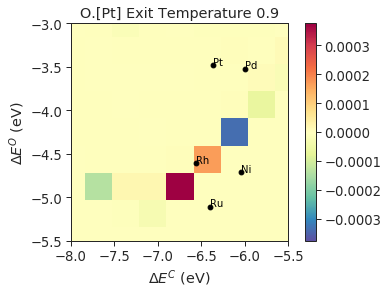 O.[Pt] Exit Temperature 0.9
−3.0
−3.5
−4.0
−4.5
−5.0
−5.5
ΔE^O (eV)
Pt
Pd
Rh
Ni
Ru
−8.0 −7.5 −7.0 −6.5 −6.0 −5.5
ΔE^C (eV)
0.0003
0.0002
0.0001
0.0000
−0.0001
−0.0002
−0.0003